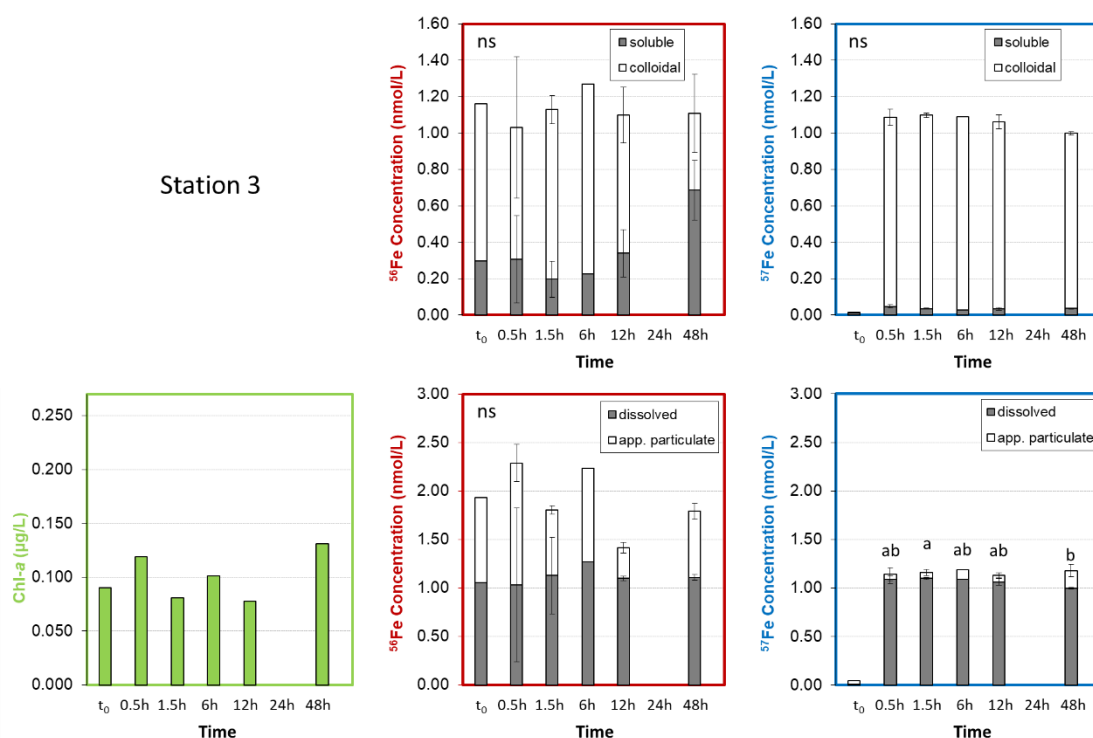 Station 3
⁵⁶Fe Concentration (nmol/L)
1.60
1.40
1.20
1.00
0.80
0.60
0.40
0.20
0.00
ns
soluble
colloidal
t₀ 0.5h 1.5h 6h 12h 24h 48h
Time
⁵⁷Fe Concentration (nmol/L)
1.60
1.40
1.20
1.00
0.80
0.60
0.40
0.20
0.00
ns
soluble
colloidal
t₀ 0.5h 1.5h 6h 12h 24h 48h
Time
Chl-a (µg/L)
0.250
0.200
0.150
0.100
0.050
0.000
t₀ 0.5h 1.5h 6h 12h 24h 48h
Time
⁵⁶Fe Concentration (nmol/L)
3.00
2.50
2.00
1.50
1.00
0.50
0.00
ns
dissolved
app. particulate
t₀ 0.5h 1.5h 6h 12h 24h 48h
Time
⁵⁷Fe Concentration (nmol/L)
3.00
2.50
2.00
1.50
1.00
0.50
0.00
dissolved
app. particulate
ab a ab ab b
t₀ 0.5h 1.5h 6h 12h 24h 48h
Time